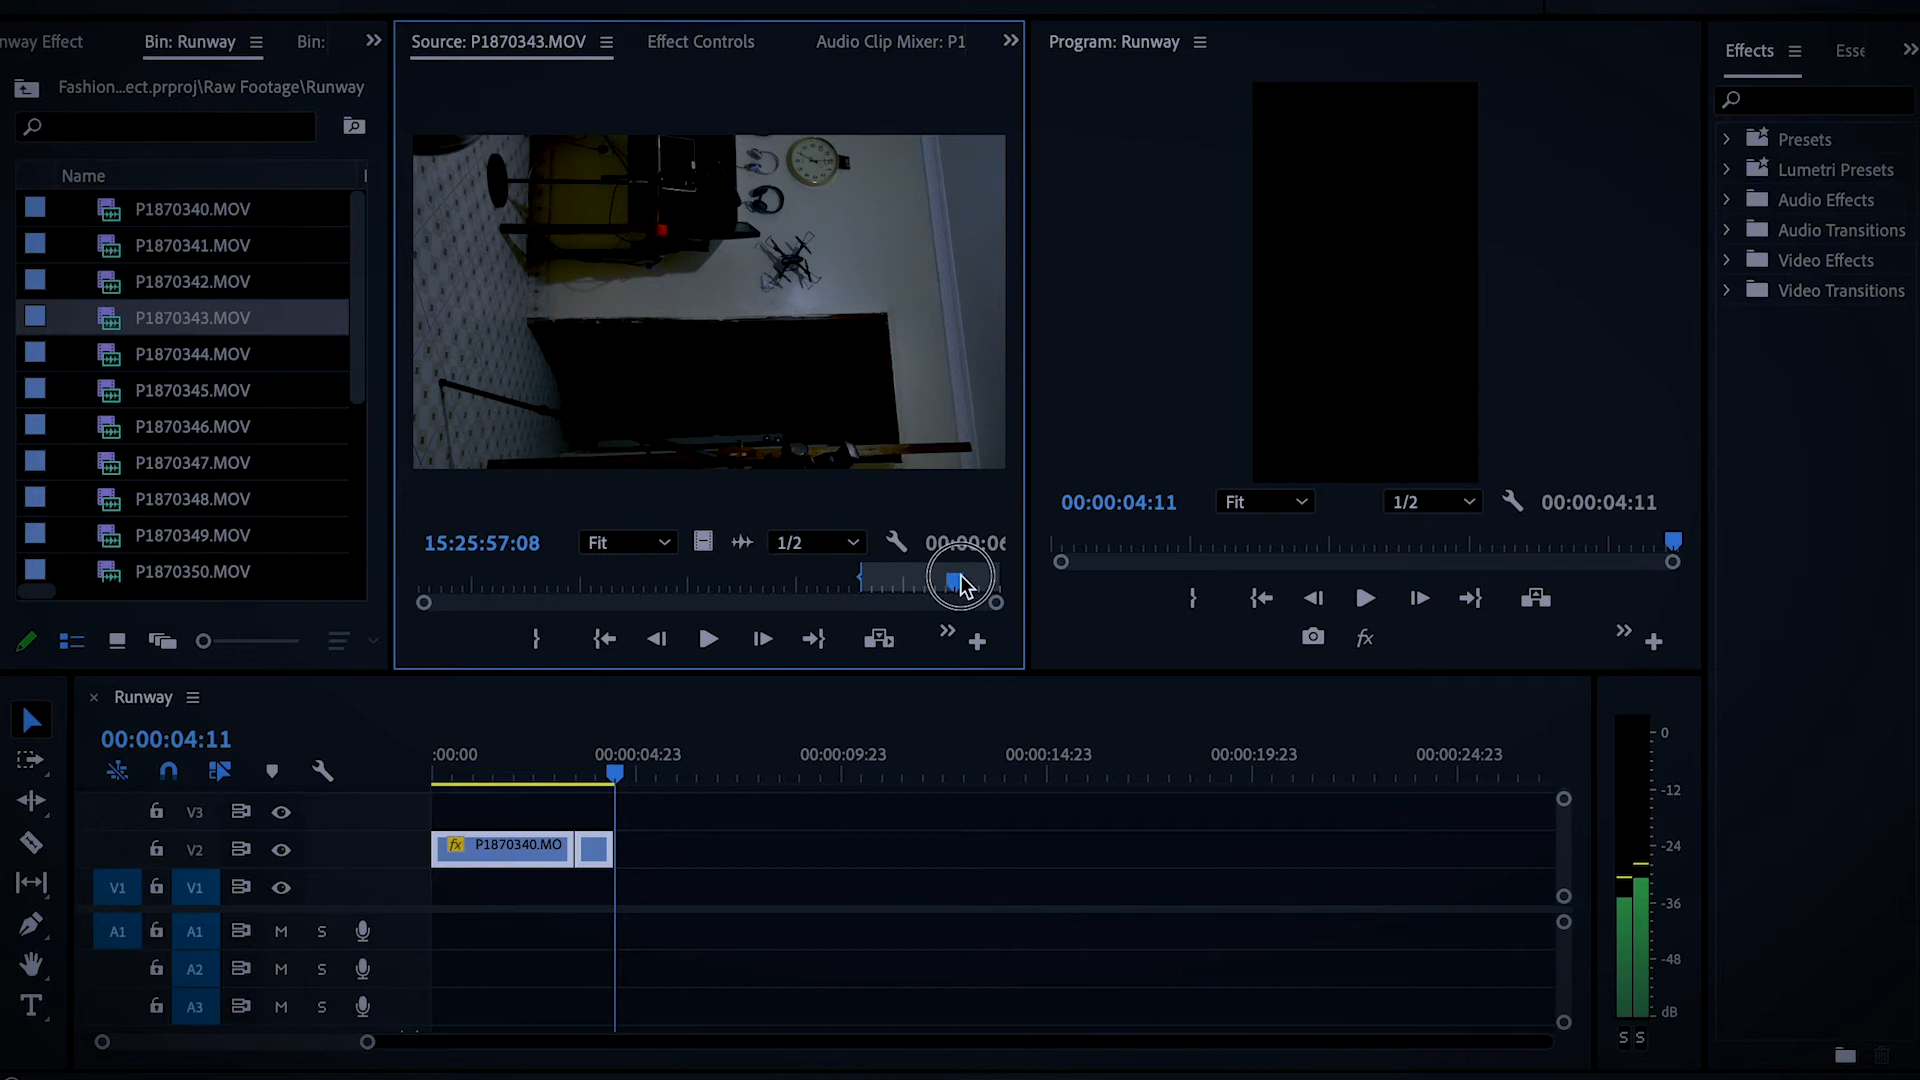 nway Effect
Bin: Runway
Bin:
Fashion...ect.prproj\Raw Footage\Runway
Name
P1870340.MOV
P1870341.MOV
P1870342.MOV
P1870343.MOV
P1870344.MOV
P1870345.MOV
P1870346.MOV
P1870347.MOV
P1870348.MOV
P1870349.MOV
P1870350.MOV
Source: P1870343.MOV
Effect Controls
Audio Clip Mixer: P1
15:25:57:08
Fit
1/2
00:00:06
Program: Runway
00:00:04:11
Fit
1/2
00:00:04:11
fx
Effects
Esse
Presets
Lumetri Presets
Audio Effects
Audio Transitions
Video Effects
Video Transitions
Runway
00:00:04:11
:00:00
00:00:04:23
00:00:09:23
00:00:14:23
00:00:19:23
00:00:24:23
V3
V2
fx P1870340.MO
V1 V1
A1 A1 M S
A2 M S
A3 M S
T
0
-12
-24
-36
-48
dB
S S